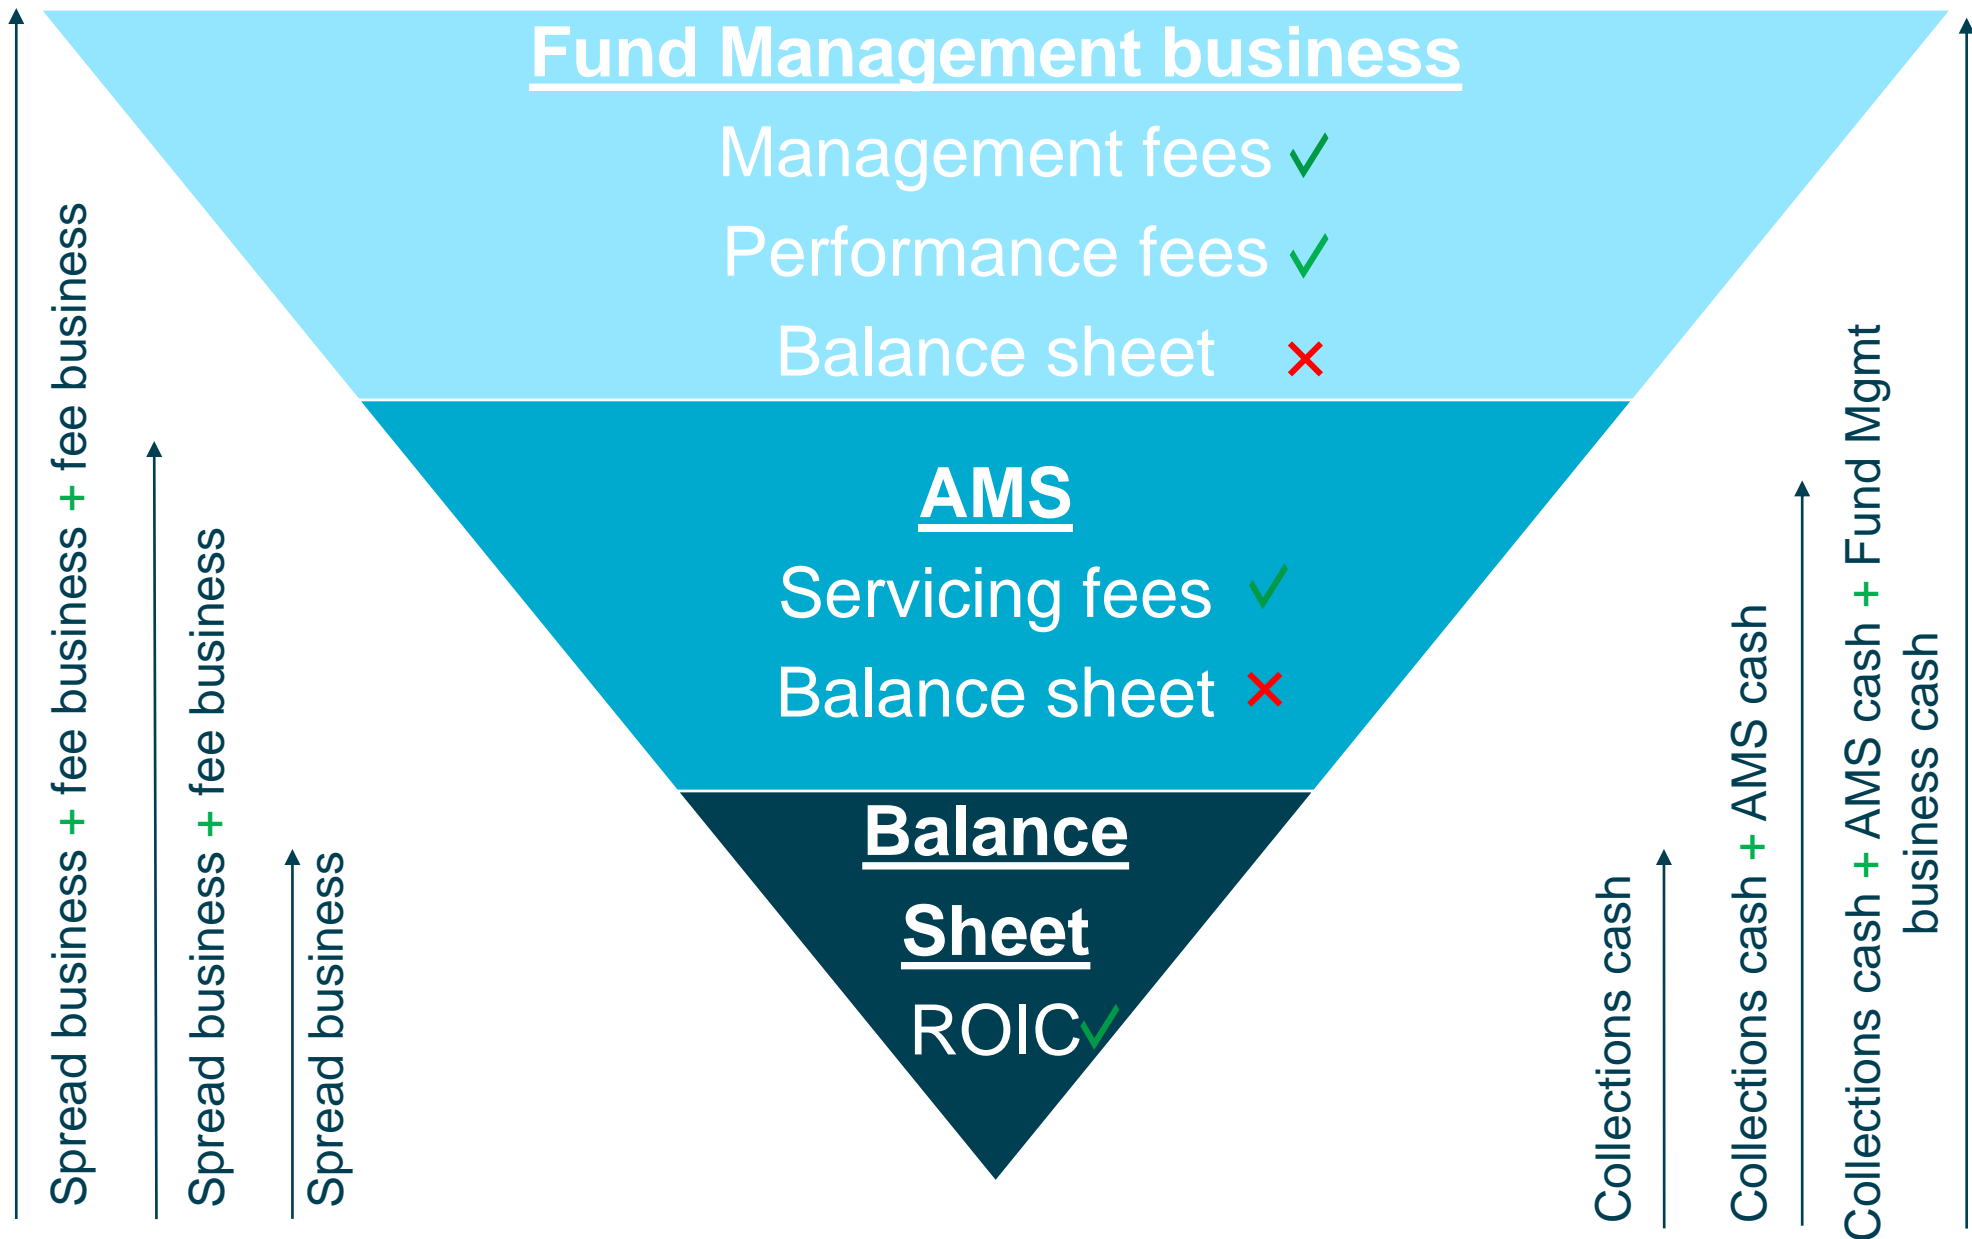 Fund Management business
Management fees
Performance fees
Balance sheet
AMS
Servicing fees
Balance sheet
Balance
Sheet
ROIC
Spread business + fee business + fee business
Spread business + fee business
Spread business
Collections cash
Collections cash + AMS cash
Collections cash + AMS cash + Fund Mgmt
business cash